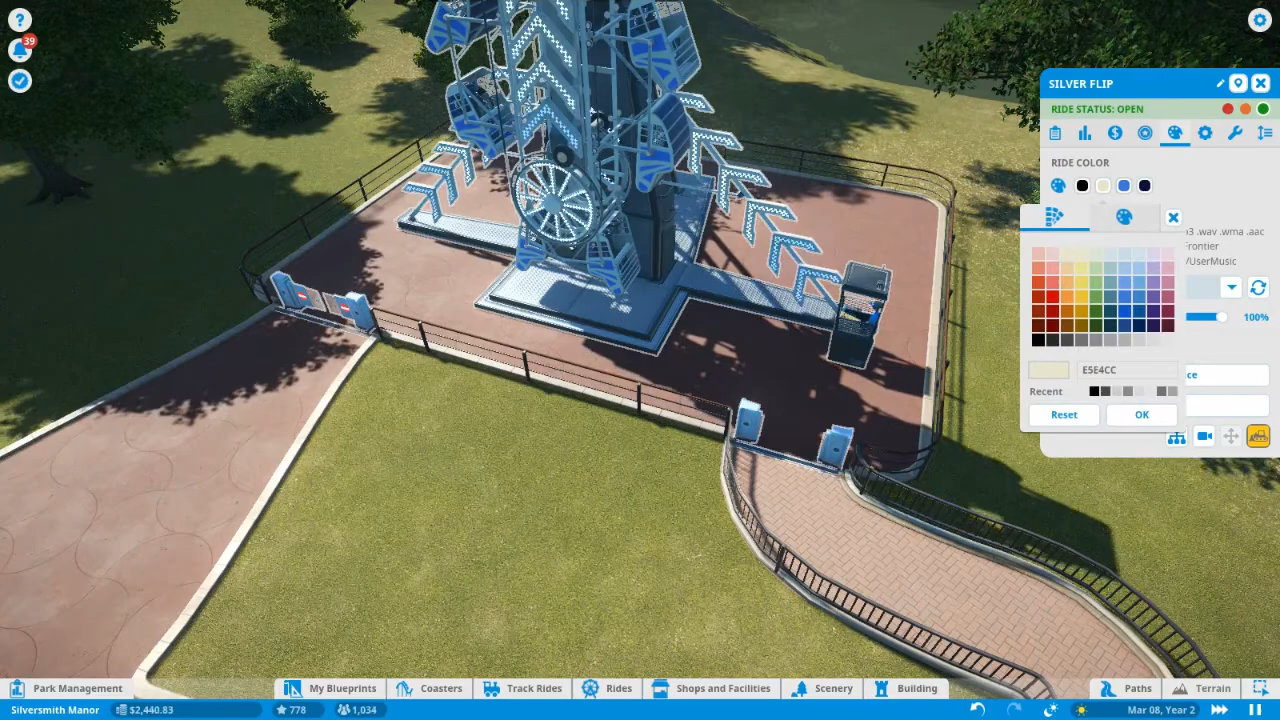 ?
39
SILVER FLIP
RIDE STATUS: OPEN
RIDE COLOR
.wav .wma .aac
Frontier
/UserMusic
100%
E5E4CC
Recent
Reset
OK
Park Management
My Blueprints
Coasters
Track Rides
Rides
Shops and Facilities
Scenery
Building
Paths
Terrain
Silversmith Manor
$2,440.83
778
1,034
Mar 08, Year 2